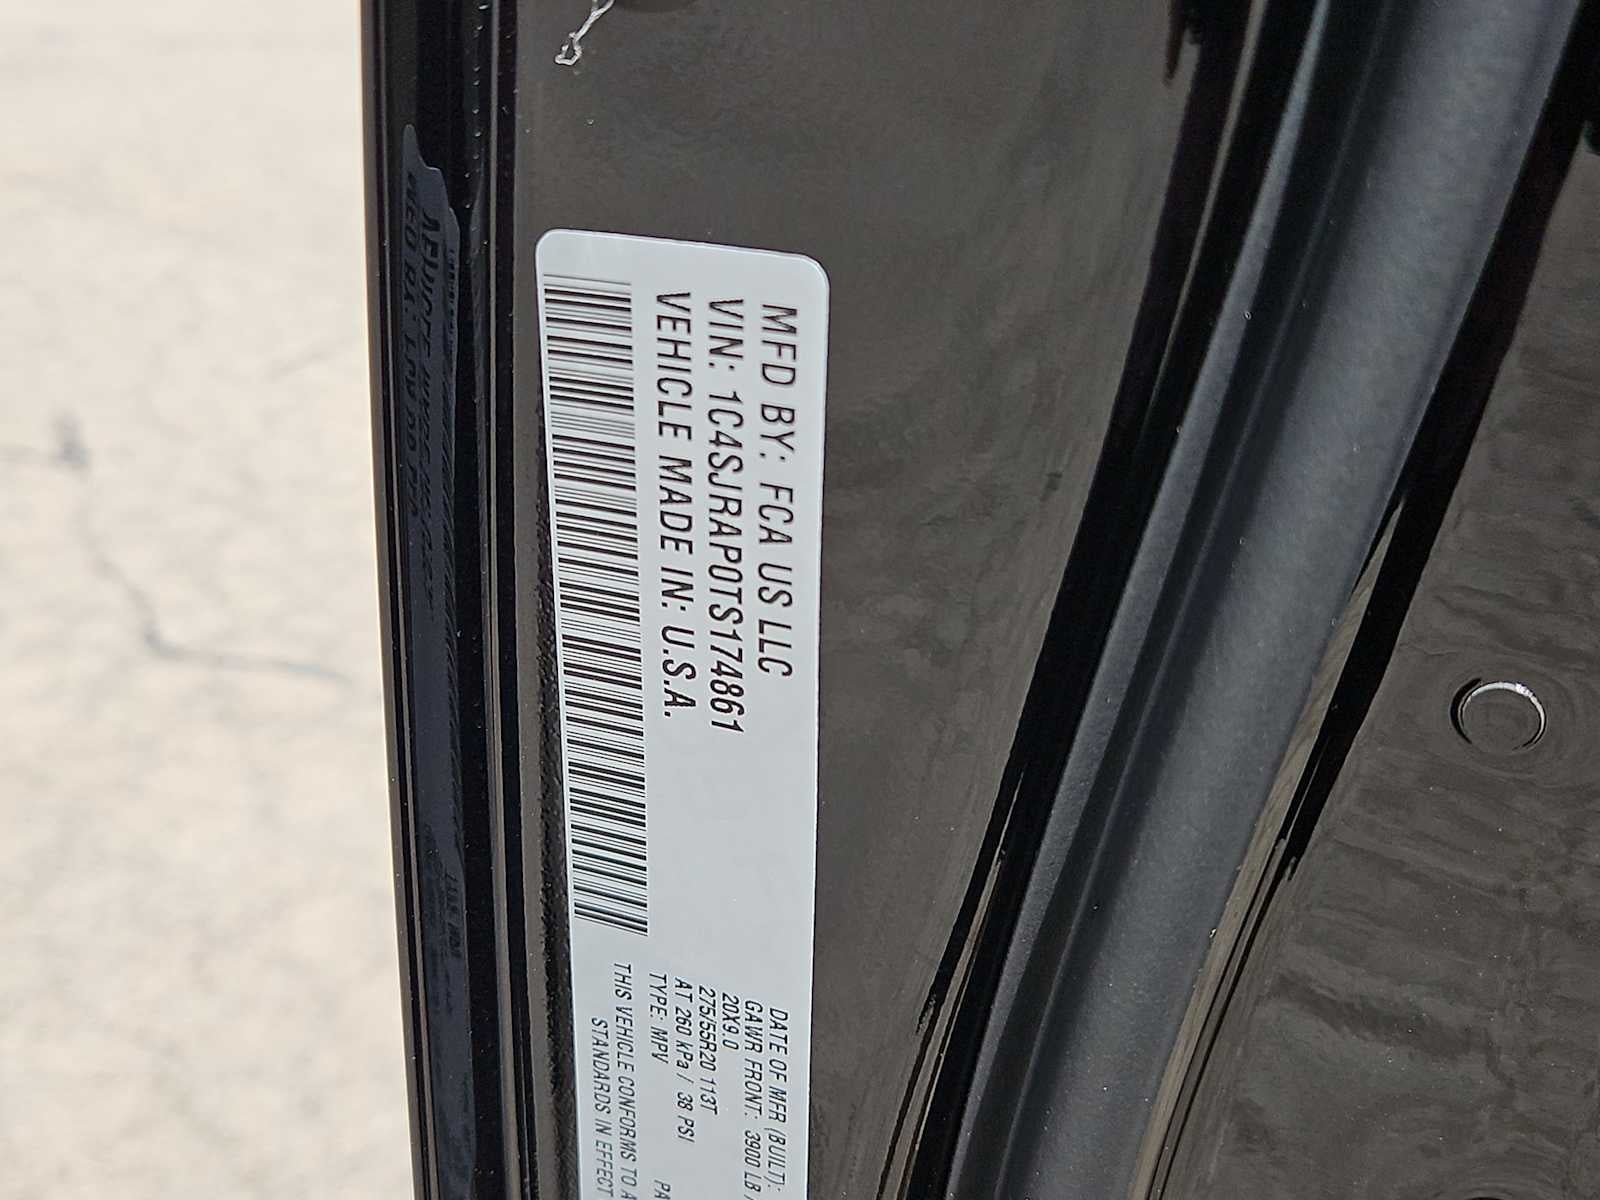 MFD BY: FCA US LLC
VIN: 1C4SJRAP0TS174861
VEHICLE MADE IN: U.S.A.
DATE OF MFR (BUILT):
GAWR FRONT: 3900 LB
20X9.0
275/55R20 113T
AT 260 kPa / 38 PSI
TYPE: MPV
THIS VEHICLE CONFORMS TO A
STANDARDS IN EFFECT